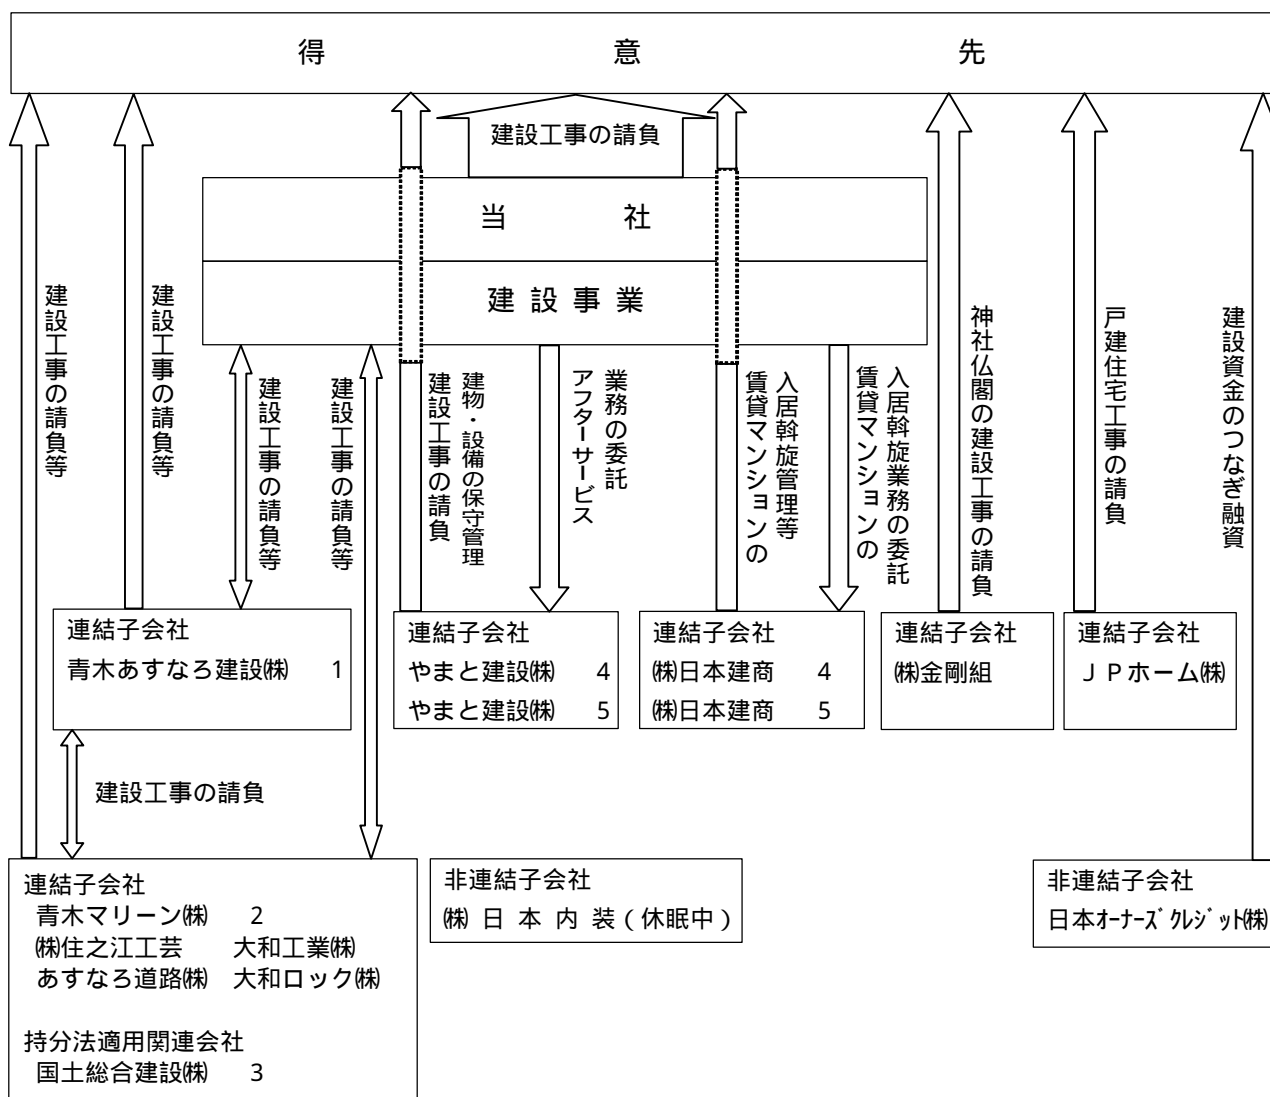 得意先
建設工事の請負
当社
建設事業
建設工事の請負等
建設工事の請負等
建設工事の請負等
建設工事の請負等
建物・設備の保守管理
建設工事の請負
業務の委託
アフターサービス
入居斡旋管理等
賃貸マンションの
入居斡旋業務の委託
賃貸マンションの
神社仏閣の建設工事の請負
戸建住宅工事の請負
建設資金のつなぎ融資
連結子会社
青木あすなろ建設㈱ 1
連結子会社
やまと建設㈱ 4
やまと建設㈱ 5
連結子会社
㈱日本建商 4
㈱日本建商 5
連結子会社
㈱金剛組
連結子会社
ＪＰホーム㈱
建設工事の請負
連結子会社
青木マリーン㈱ 2
㈱住之江工芸 大和工業㈱
あすなろ道路㈱ 大和ロック㈱
持分法適用関連会社
国土総合建設㈱ 3
非連結子会社
㈱日本内装（休眠中）
非連結子会社
日本ｵｰﾅｰｽﾞｸﾚｼﾞｯﾄ㈱